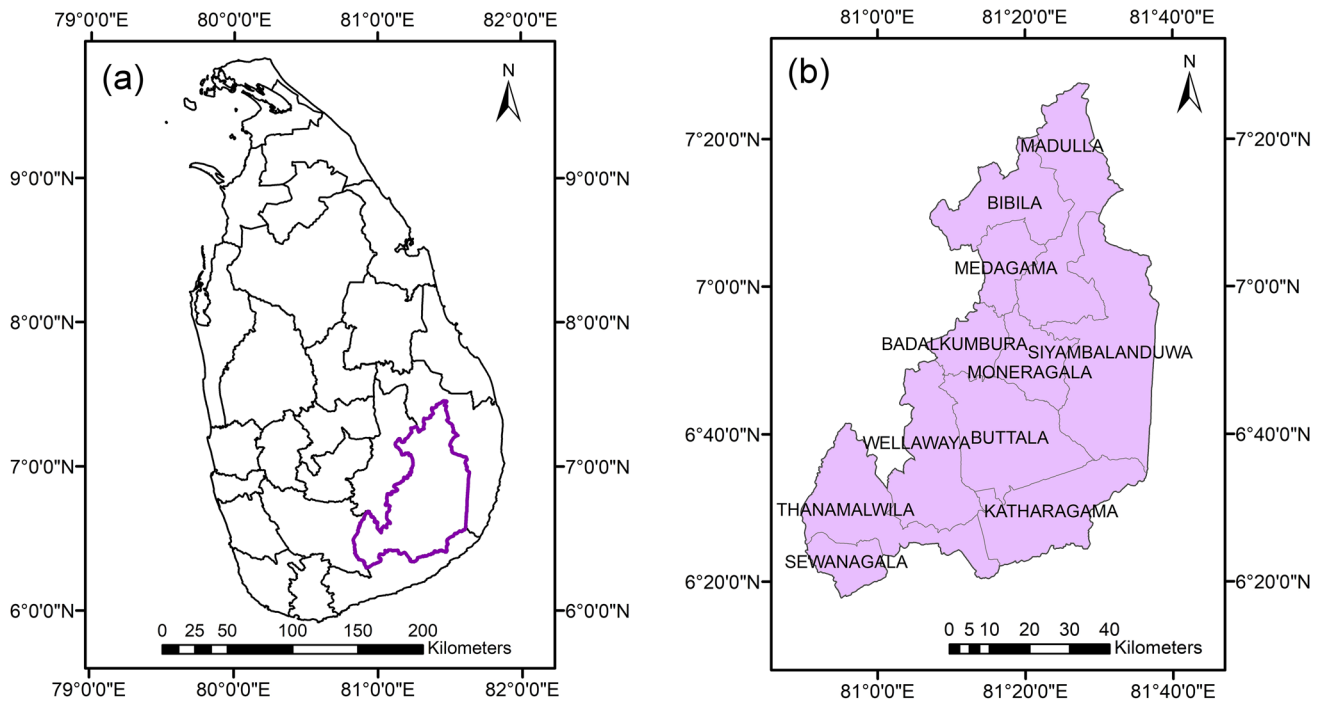 79°0'0"E 80°0'0"E 81°0'0"E 82°0'0"E
(a)
N
9°0'0"N 9°0'0"N
8°0'0"N 8°0'0"N
7°0'0"N 7°0'0"N
6°0'0"N 6°0'0"N
0 25 50 100 150 200
Kilometers
79°0'0"E 80°0'0"E 81°0'0"E 82°0'0"E
81°0'0"E 81°20'0"E 81°40'0"E
(b)
N
7°20'0"N 7°20'0"N
MADULLA
BIBILA
MEDAGAMA
7°0'0"N 7°0'0"N
BADALKUMBURA
SIYAMBALANDUWA
MONERAGALA
6°40'0"N 6°40'0"N
WELLAWAYA
BUTTALA
THANAMALWILA
KATHARAGAMA
SEWANAGALA
6°20'0"N 6°20'0"N
0 5 10 20 30 40
Kilometers
81°0'0"E 81°20'0"E 81°40'0"E